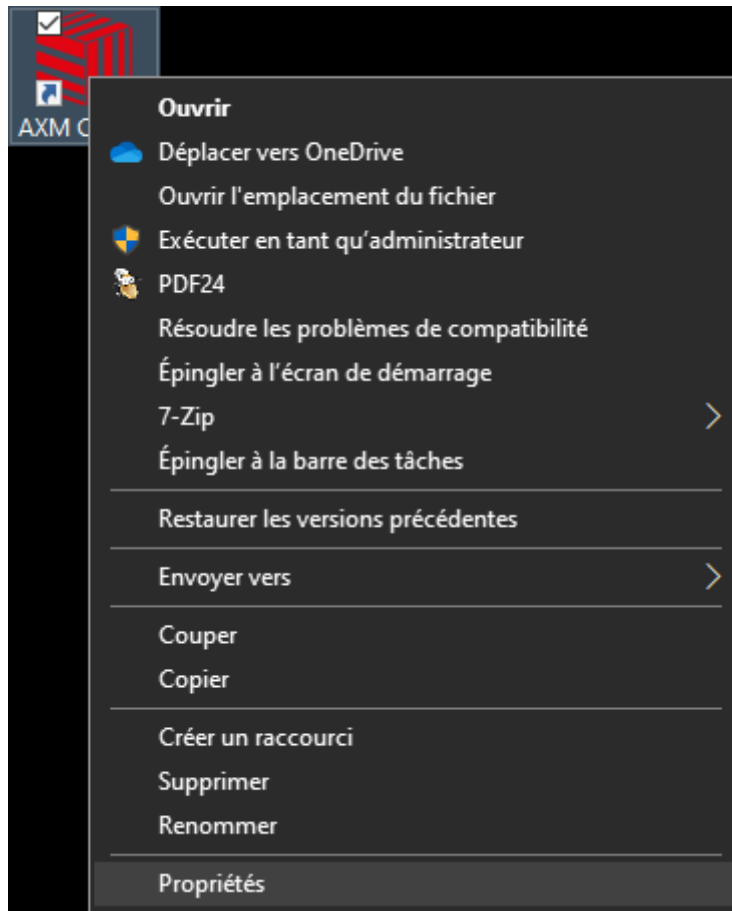 AXM C
Ouvrir
Déplacer vers OneDrive
Ouvrir l'emplacement du fichier
Exécuter en tant qu’administrateur
PDF24
Résoudre les problèmes de compatibilité
Épingler à l’écran de démarrage
7-Zip
Épingler à la barre des tâches
Restaurer les versions précédentes
Envoyer vers
Couper
Copier
Créer un raccourci
Supprimer
Renommer
Propriétés